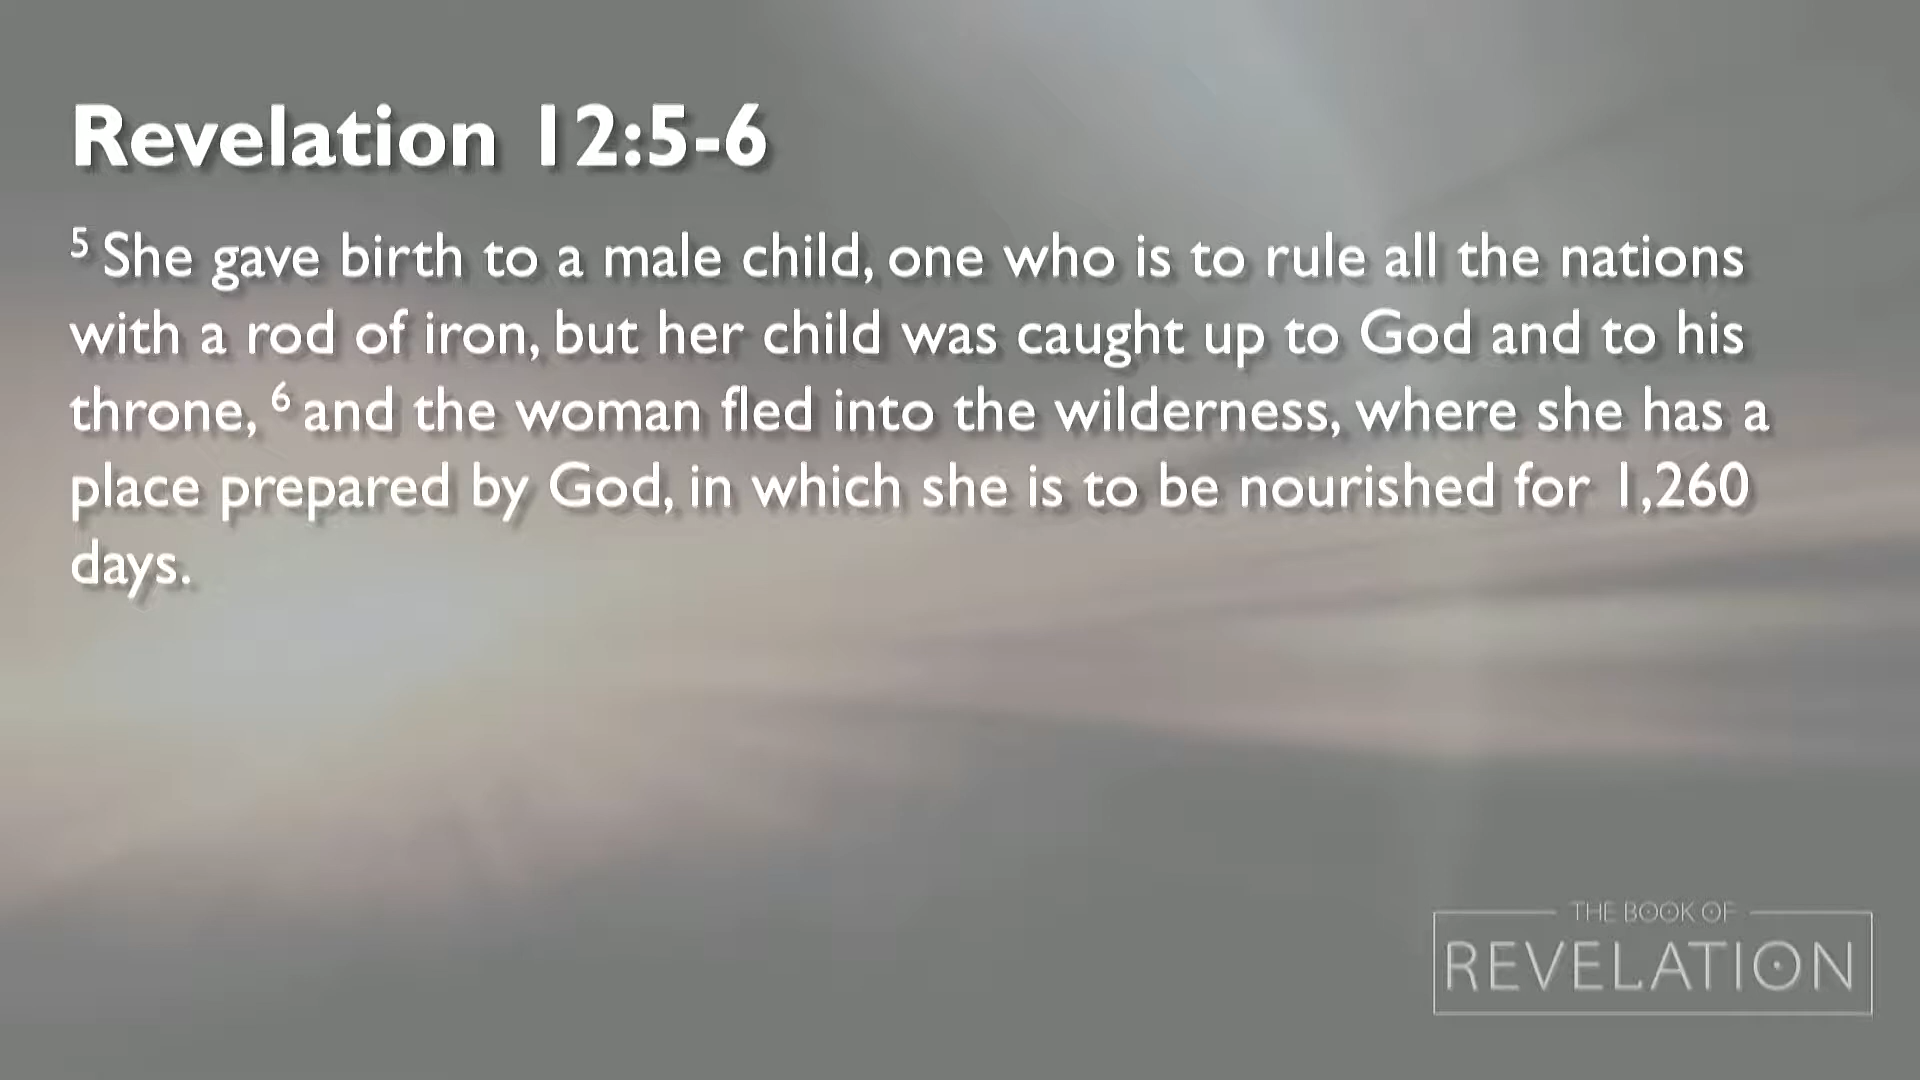 Revelation 12:5-6
5 She gave birth to a male child, one who is to rule all the nations
with a rod of iron, but her child was caught up to God and to his
throne, 6 and the woman fled into the wilderness, where she has a
place prepared by God, in which she is to be nourished for 1,260
days.
THE BOOK OF
REVELATION